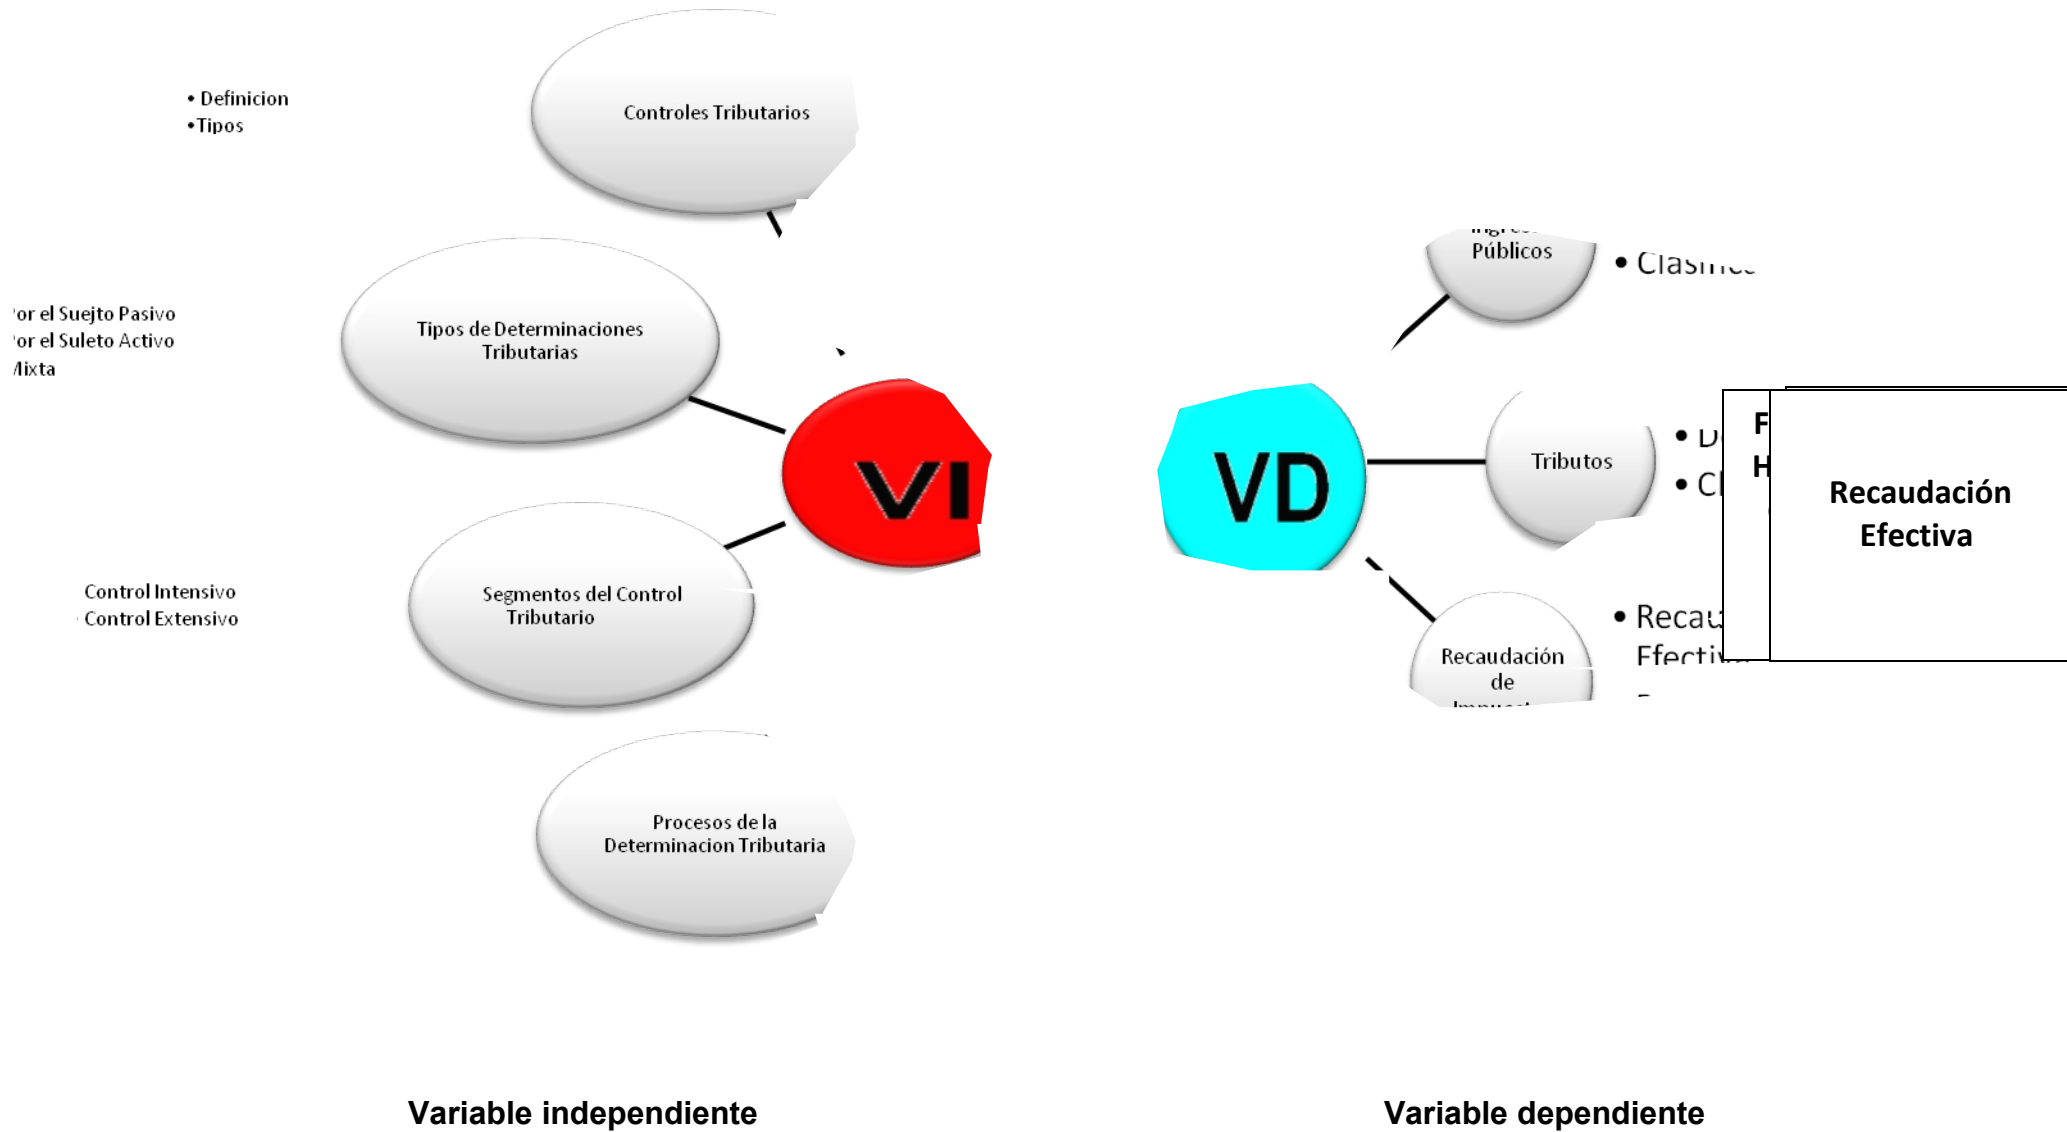 • Definicion
•Tipos
Controles Tributarios
or el Suejto Pasivo
or el Suleto Activo
Mixta
Tipos de Determinaciones
Tributarias
VI
Control Intensivo
Control Extensivo
Segmentos del Control
Tributario
Procesos de la
Determinacion Tributaria
Variable independiente
Públicos
•
VD
Tributos
•
•
F
H
Recaudación
Efectiva
Recaudación
de
•
Variable dependiente